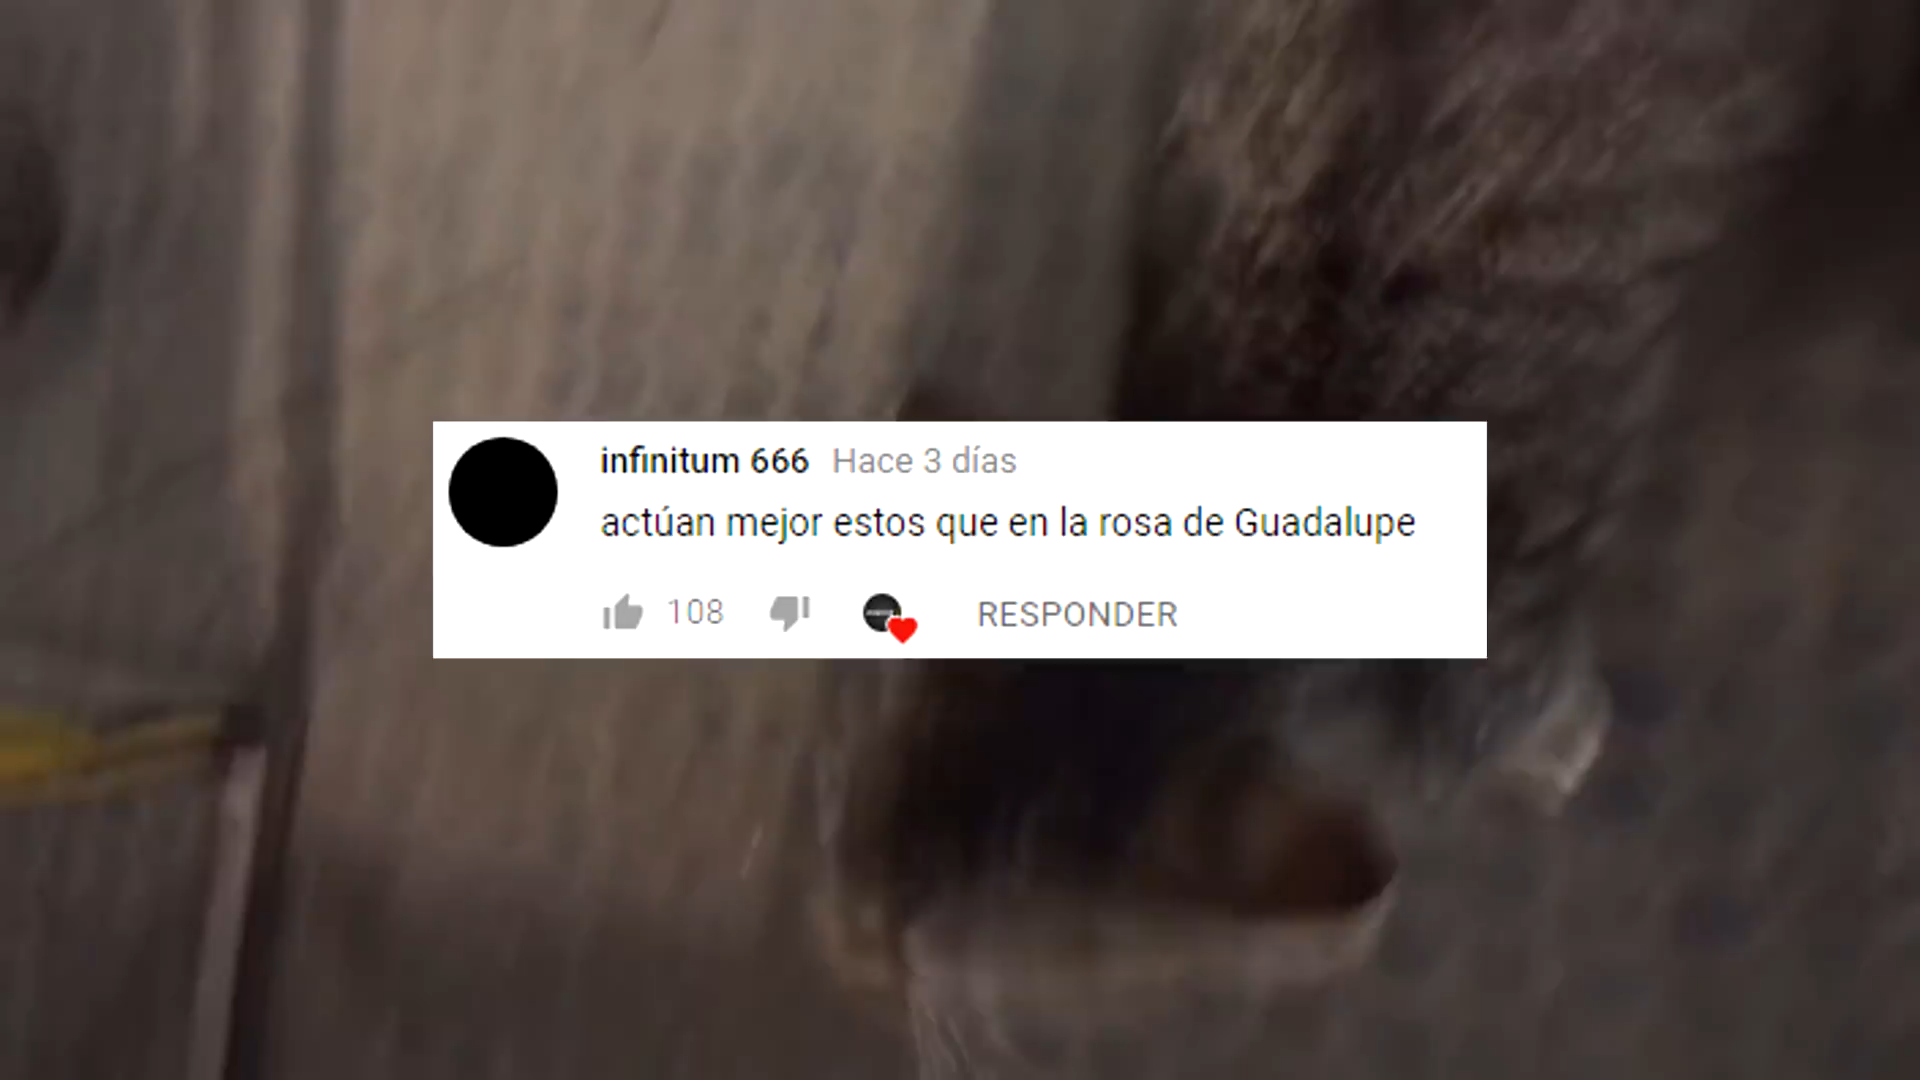 infinitum 666 Hace 3 días
actúan mejor estos que en la rosa de Guadalupe
108 RESPONDER